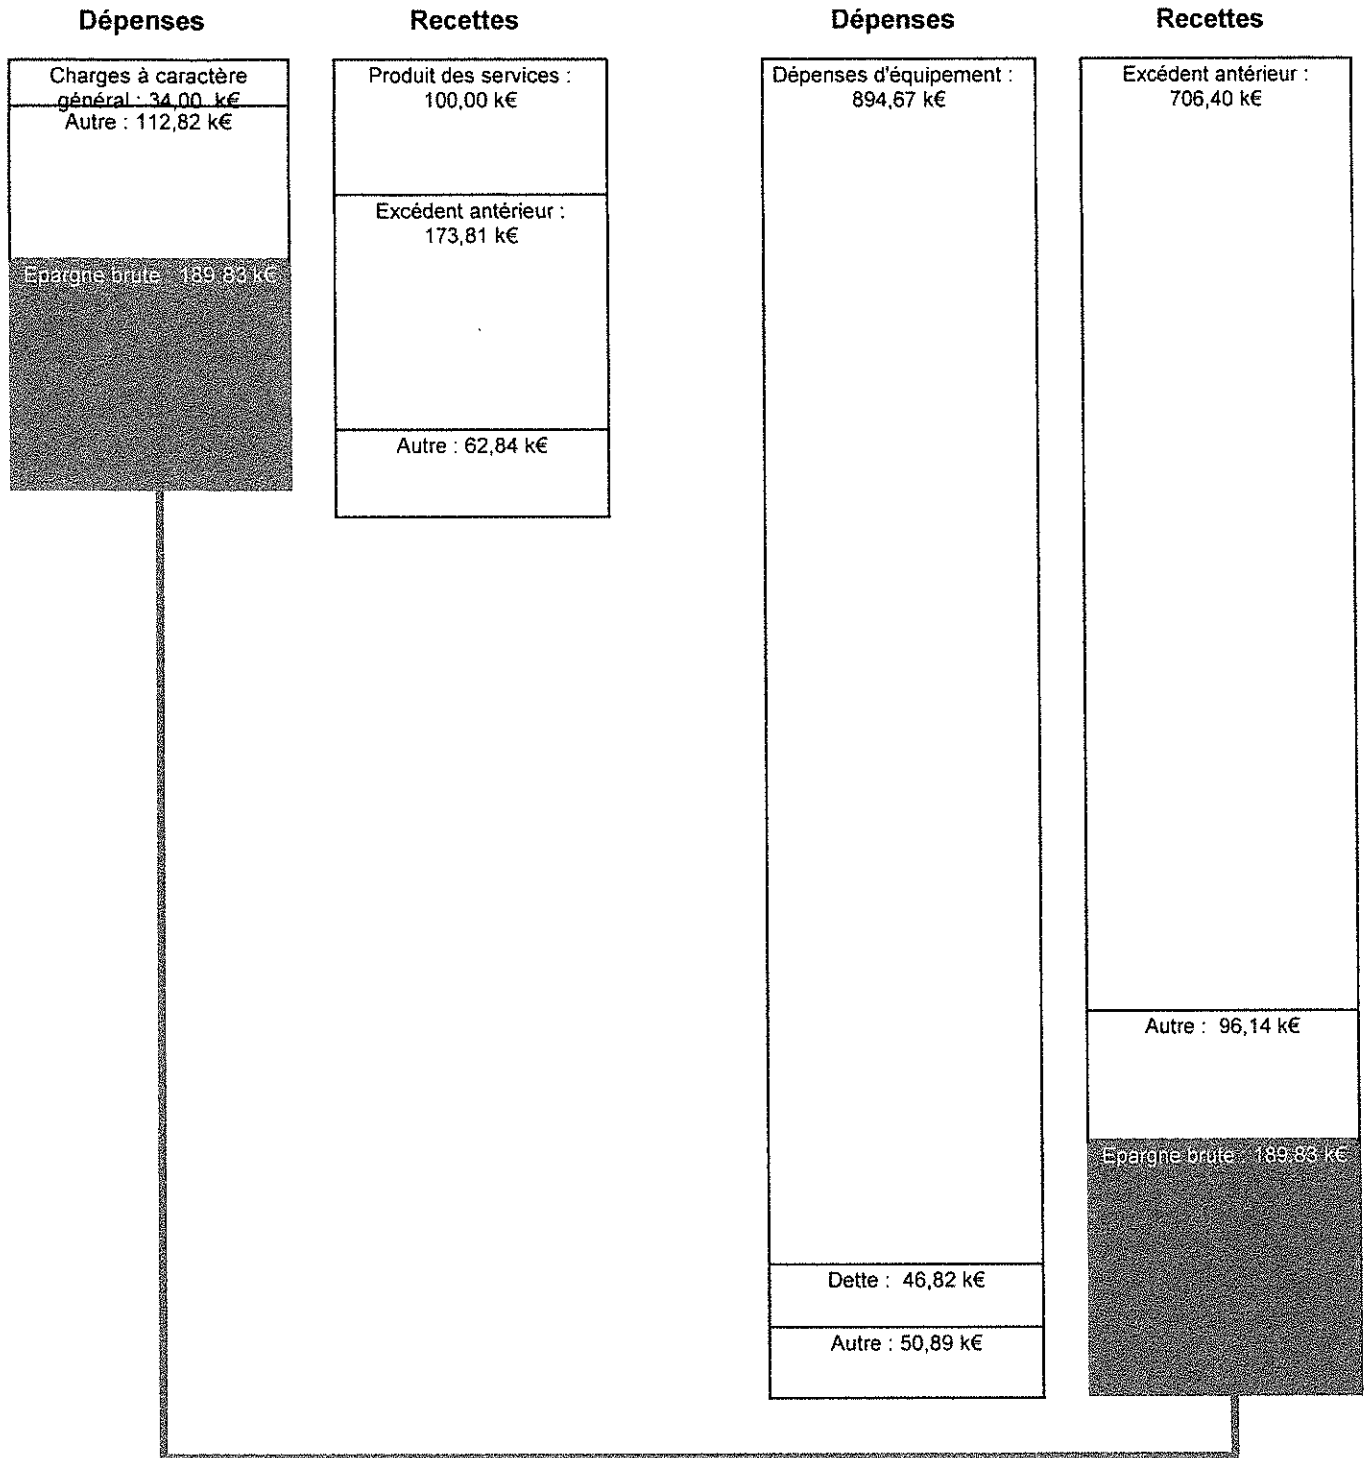 Dépenses
Recettes
Dépenses
Recettes
Charges à caractère
général : 34,00 k€
Autre : 112,82 k€
Epargne brute : 189,83 k€
Produit des services :
100,00 k€
Excédent antérieur :
173,81 k€
Autre : 62,84 k€
Dépenses d'équipement :
894,67 k€
Dette : 46,82 k€
Autre : 50,89 k€
Excédent antérieur :
706,40 k€
Autre : 96,14 k€
Epargne brute : 189,83 k€